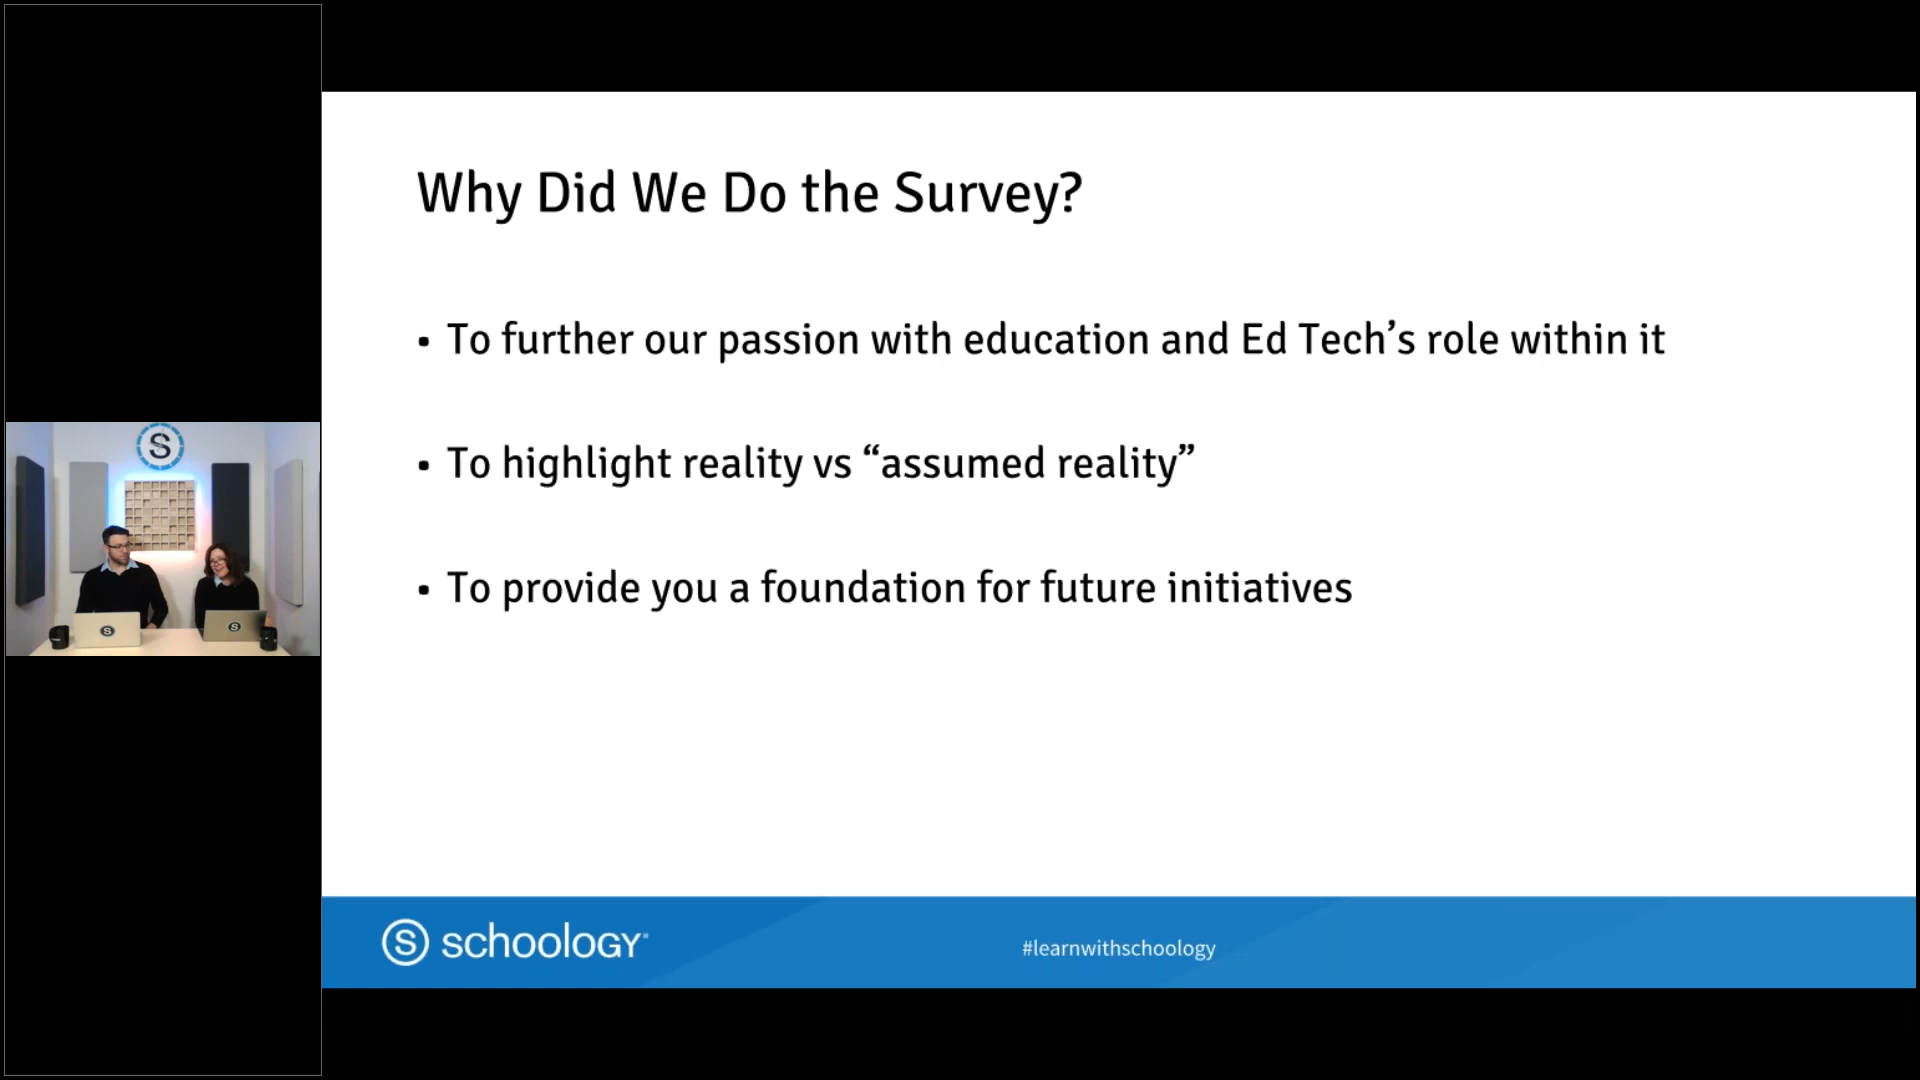 Why Did We Do the Survey?
• To further our passion with education and Ed Tech’s role within it
• To highlight reality vs “assumed reality”
• To provide you a foundation for future initiatives
S schoology
#learnwithschoology
S
S
S